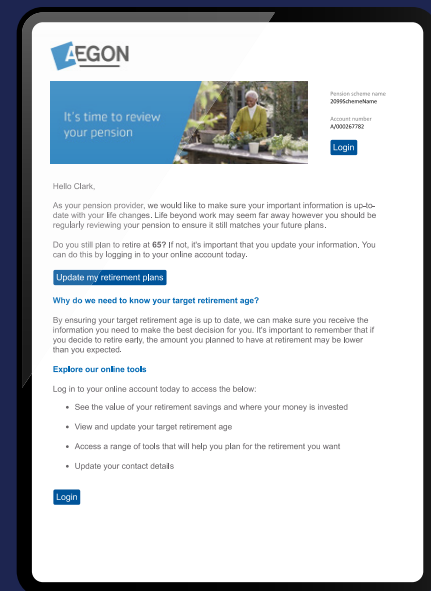 AEGON
It's time to review
your pension
Pension scheme name
2099SchemeName
Account number
A/000267782
Login
Hello Clark,
As your pension provider, we would like to make sure your important information is up-to-
date with your life changes. Life beyond work may seem far away however you should be
regularly reviewing your pension to ensure it still matches your future plans.
Do you still plan to retire at 65? If not, it's important that you update your information. You
can do this by logging in to your online account today.
Update my retirement plans
Why do we need to know your target retirement age?
By ensuring your target retirement age is up to date, we can make sure you receive the
information you need to make the best decision for you. It's important to remember that if
you decide to retire early, the amount you planned to have at retirement may be lower
than you expected.
Explore our online tools
Log in to your online account today to access the below:
• See the value of your retirement savings and where your money is invested
• View and update your target retirement age
• Access a range of tools that will help you plan for the retirement you want
• Update your contact details
Login